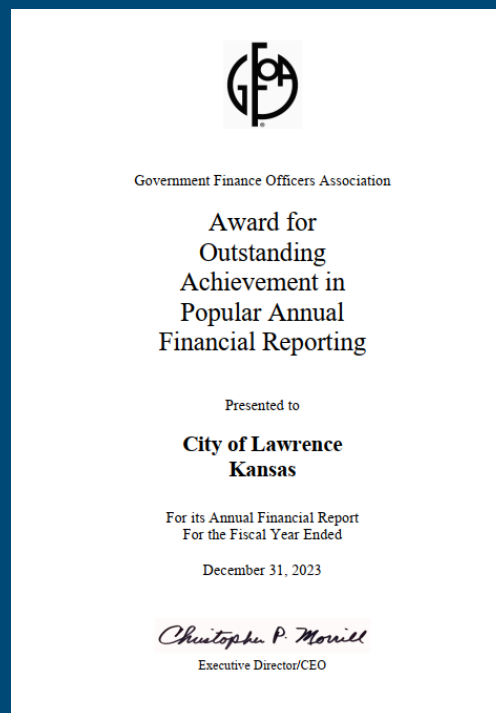 GFOA
Government Finance Officers Association
Award for
Outstanding
Achievement in
Popular Annual
Financial Reporting
Presented to
City of Lawrence
Kansas
For its Annual Financial Report
For the Fiscal Year Ended
December 31, 2023
Christopher P. Morrill
Executive Director/CEO